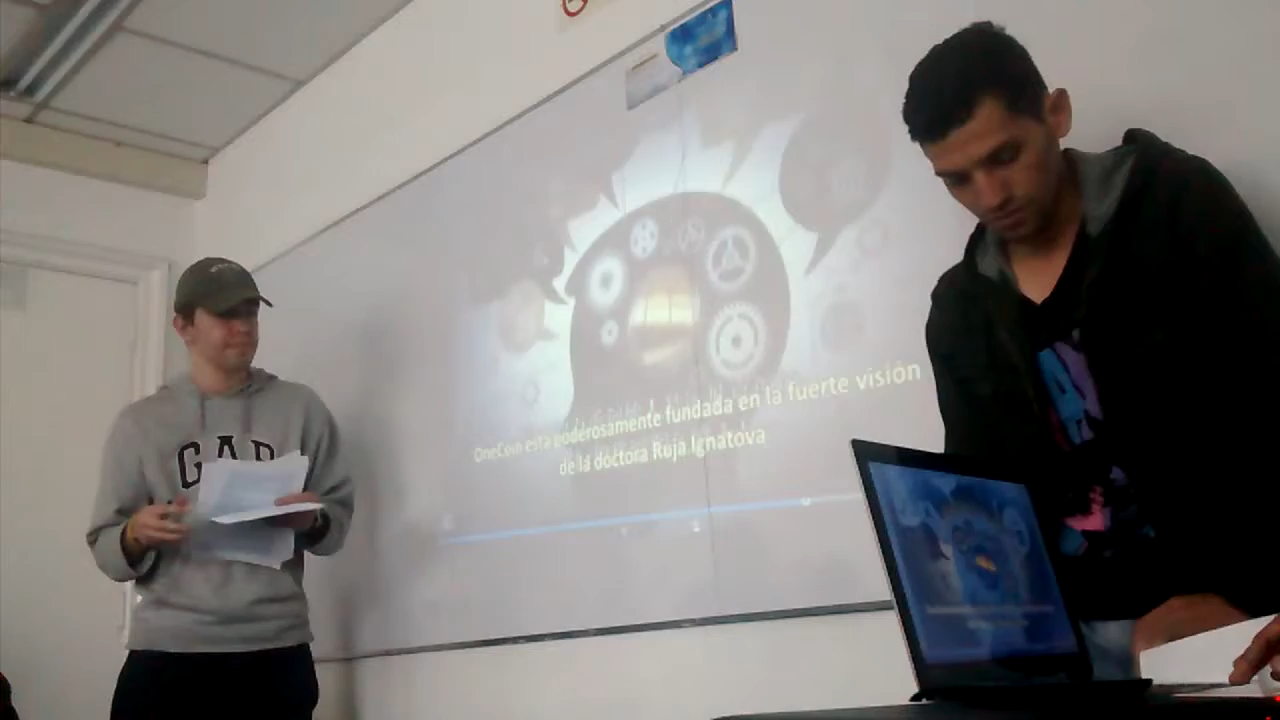 OneCoin está poderosamente fundada en la fuerte visión
de la doctora Ruja Ignatova
GAP